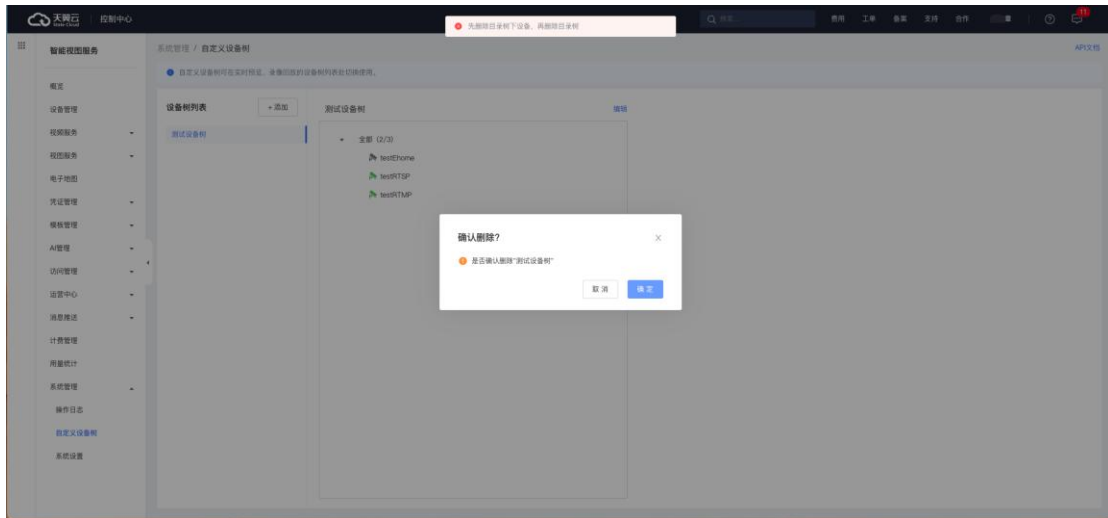 天翼云
State Cloud
控制中心
先删除目录树下设备，再删除目录树
费用
工单
备案
支持
合作
11
智能视图服务
系统管理 / 自定义设备树
API文档
自定义设备树可在实时预览、录像回放的设备树列表处切换使用。
概览
设备管理
视频服务
视图服务
电子地图
凭证管理
模板管理
AI管理
访问管理
运营中心
消息推送
计费管理
用量统计
系统管理
操作日志
自定义设备树
系统设置
设备树列表
+ 添加
测试设备树
测试设备树
编辑
全部 (2/3)
testEhome
testRTSP
testRTMP
确认删除?
是否确认删除"测试设备树"
取 消
确 定